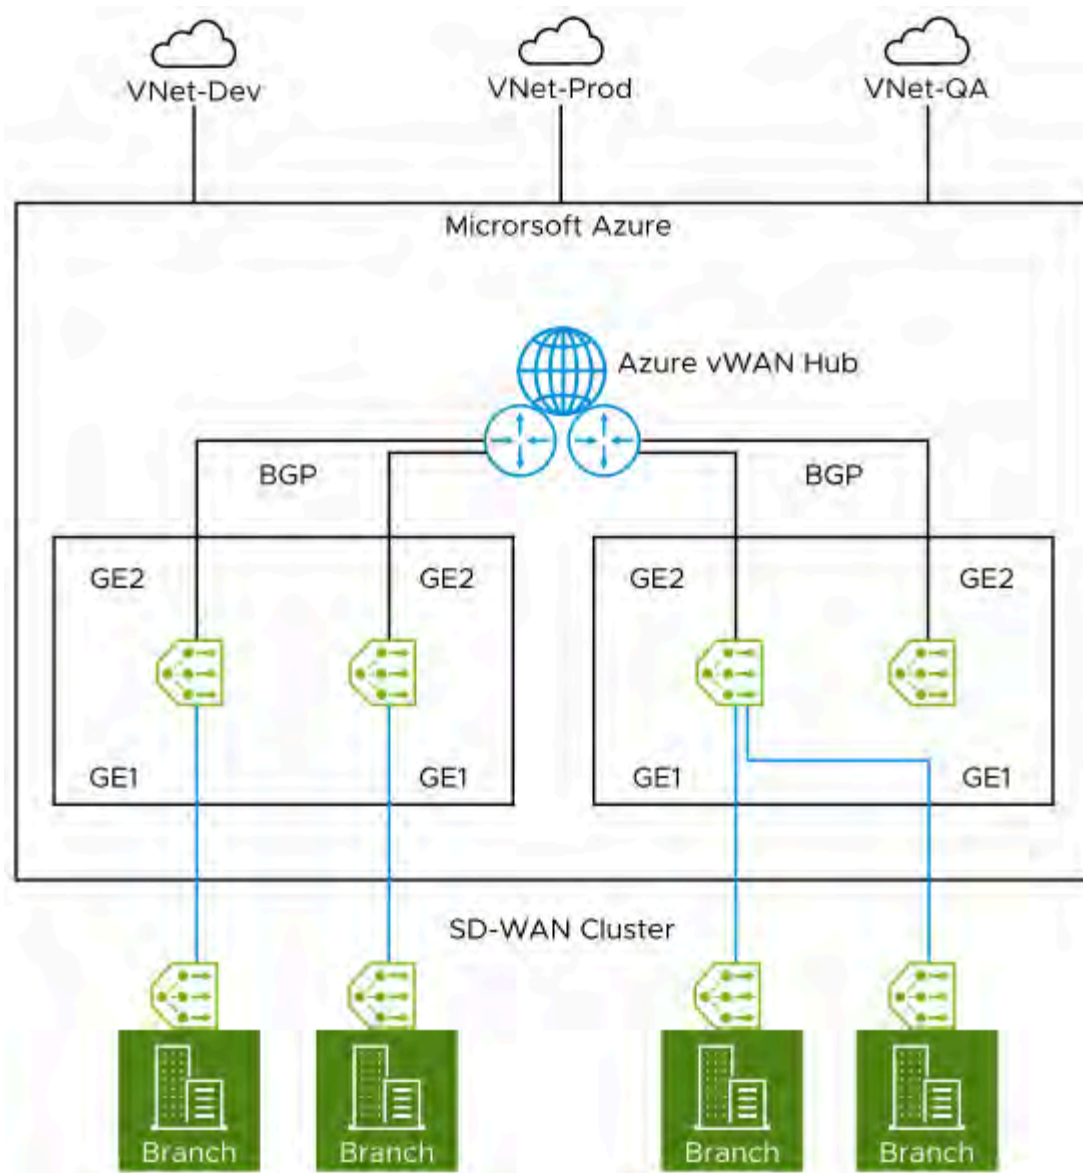 VNet-Dev
VNet-Prod
VNet-QA
Microrsoft Azure
Azure vWAN Hub
BGP
BGP
GE2
GE2
GE2
GE2
GE1
GE1
GE1
GE1
SD-WAN Cluster
Branch
Branch
Branch
Branch